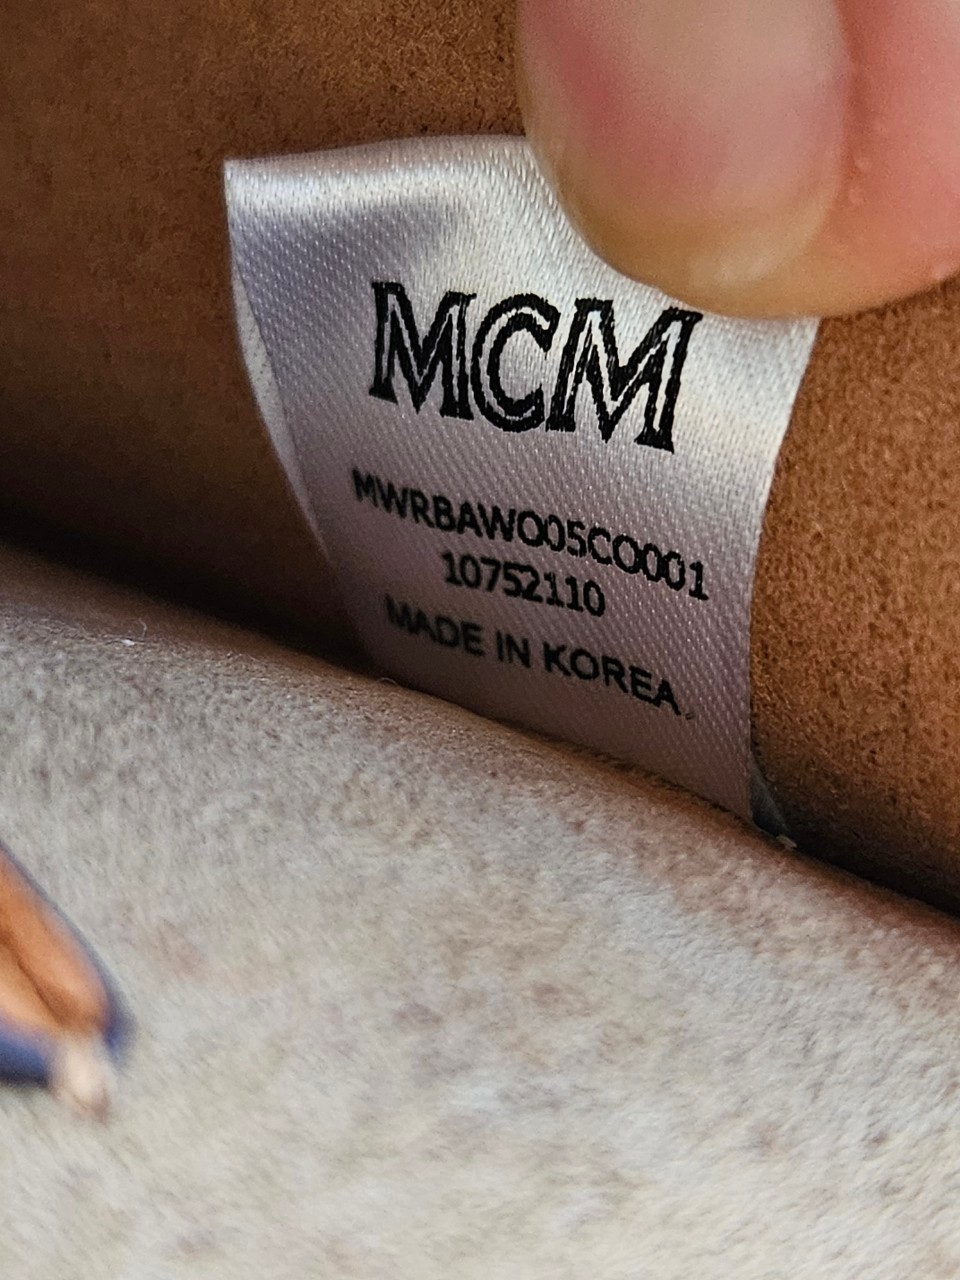 MCM
MWRBAWO05CO001
10752110
MADE IN KOREA